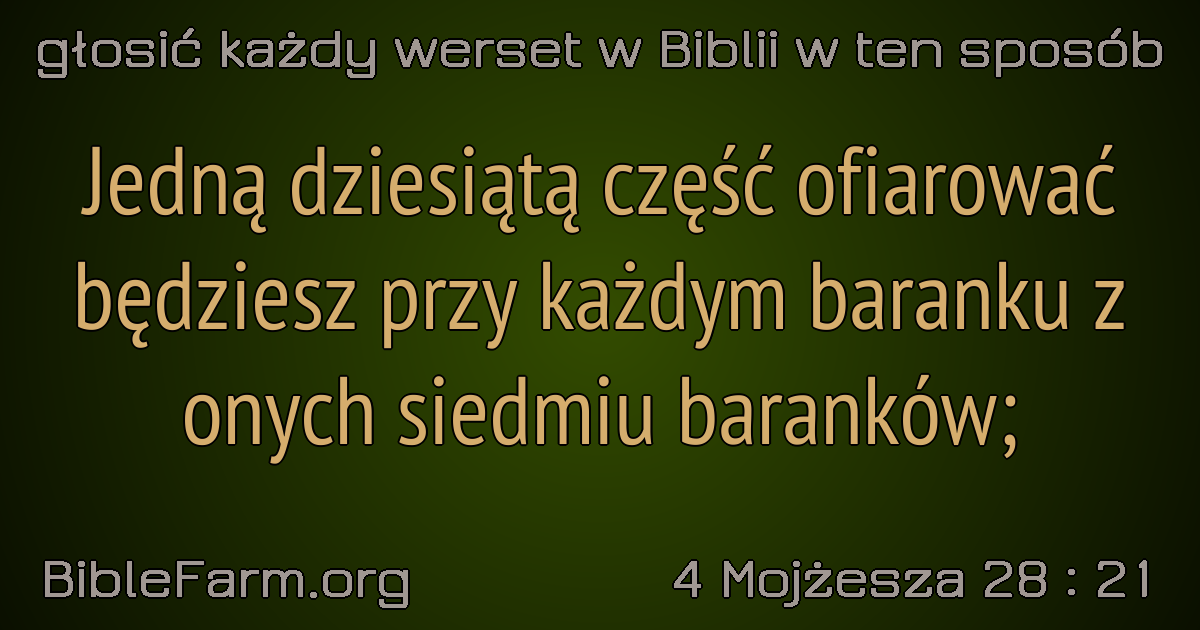 głosić każdy werset w Biblii w ten sposób
Jedną dziesiątą część ofiarować
będziesz przy każdym baranku z
onych siedmiu baranków;
BibleFarm.org
4 Mojżesza 28 : 21